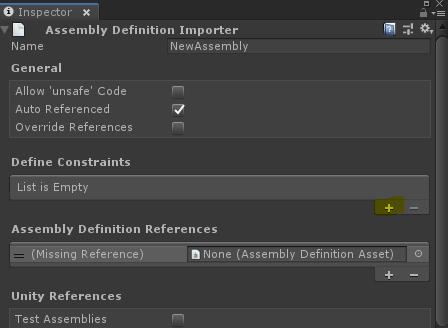 Inspector
Assembly Definition Importer
Name NewAssembly
General
Allow 'unsafe' Code
Auto Referenced
Override References
Define Constraints
List is Empty
+ −
Assembly Definition References
(Missing Reference) None (Assembly Definition Asset)
+ −
Unity References
Test Assemblies